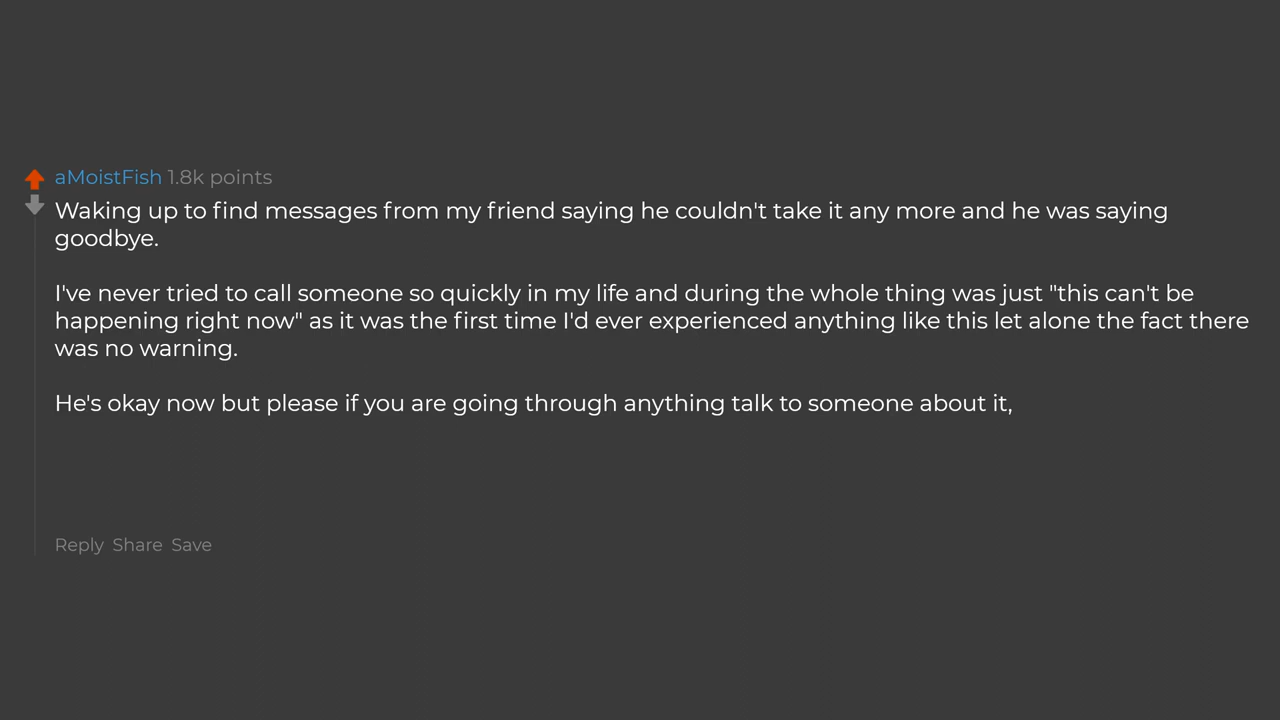 aMoistFish 1.8k points
Waking up to find messages from my friend saying he couldn't take it any more and he was saying
goodbye.
I've never tried to call someone so quickly in my life and during the whole thing was just "this can't be
happening right now" as it was the first time I'd ever experienced anything like this let alone the fact there
was no warning.
He's okay now but please if you are going through anything talk to someone about it,
Reply Share Save